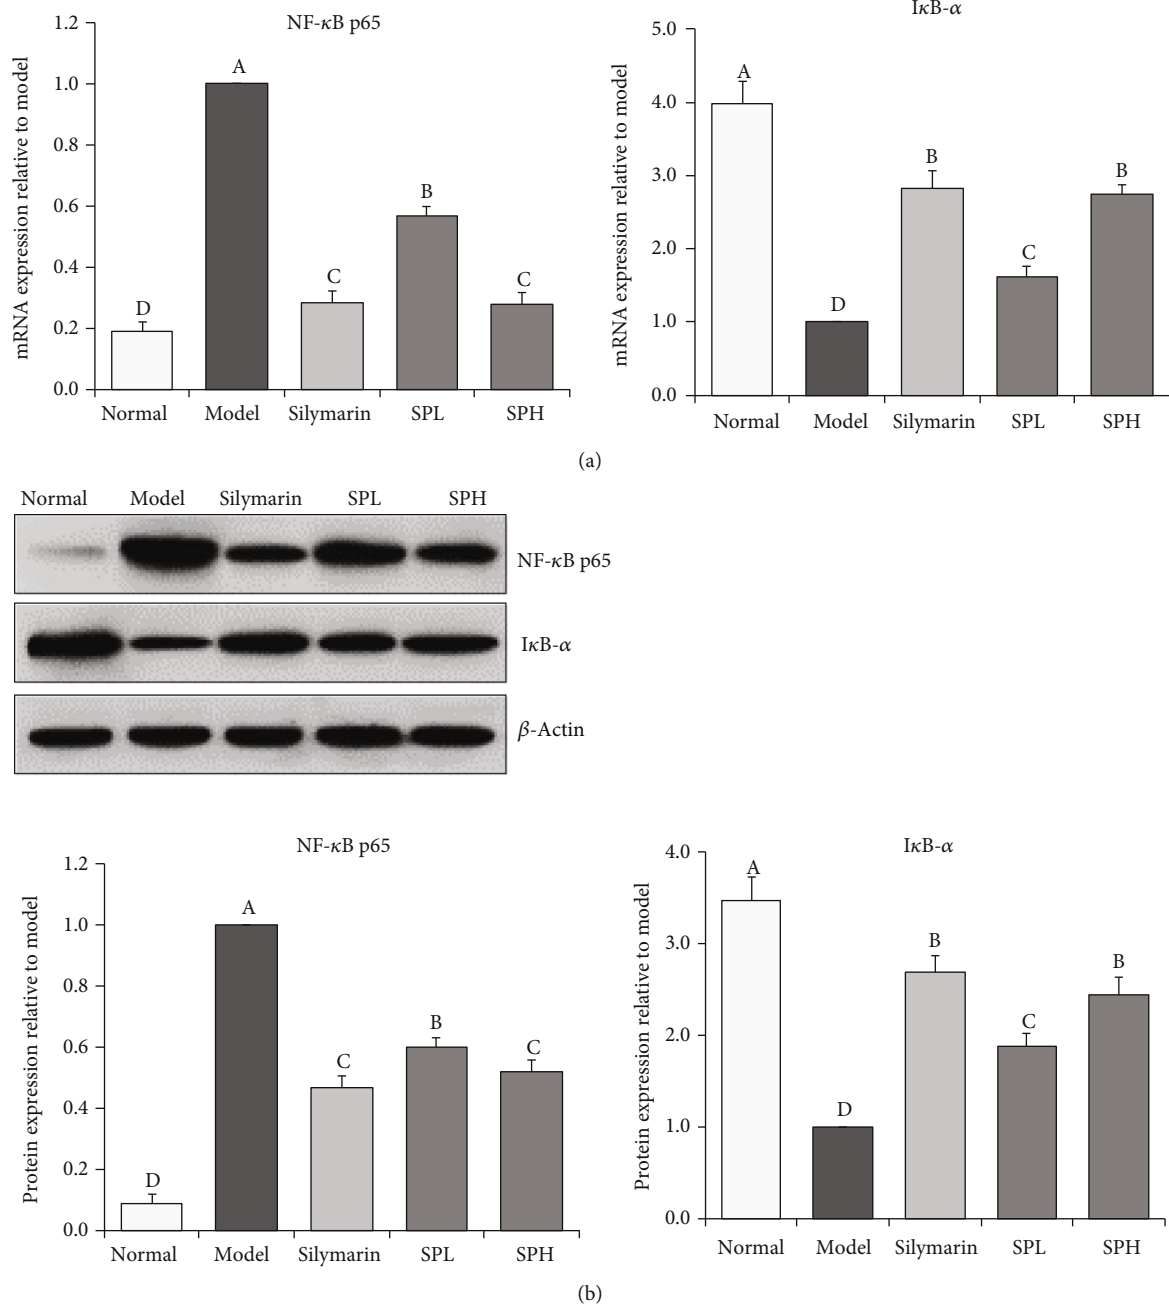 NF-κB p65
mRNA expression relative to model
1.2
1.0
0.8
0.6
0.4
0.2
0.0
D
A
C
B
C
Normal Model Silymarin SPL SPH
IκB-α
mRNA expression relative to model
5.0
4.0
3.0
2.0
1.0
0.0
A
D
B
C
B
Normal Model Silymarin SPL SPH
(a)
Normal Model Silymarin SPL SPH
NF-κB p65
IκB-α
β-Actin
NF-κB p65
Protein expression relative to model
1.2
1.0
0.8
0.6
0.4
0.2
0.0
D
A
C
B
C
Normal Model Silymarin SPL SPH
IκB-α
Protein expression relative to model
4.0
3.0
2.0
1.0
0.0
A
D
B
C
B
Normal Model Silymarin SPL SPH
(b)